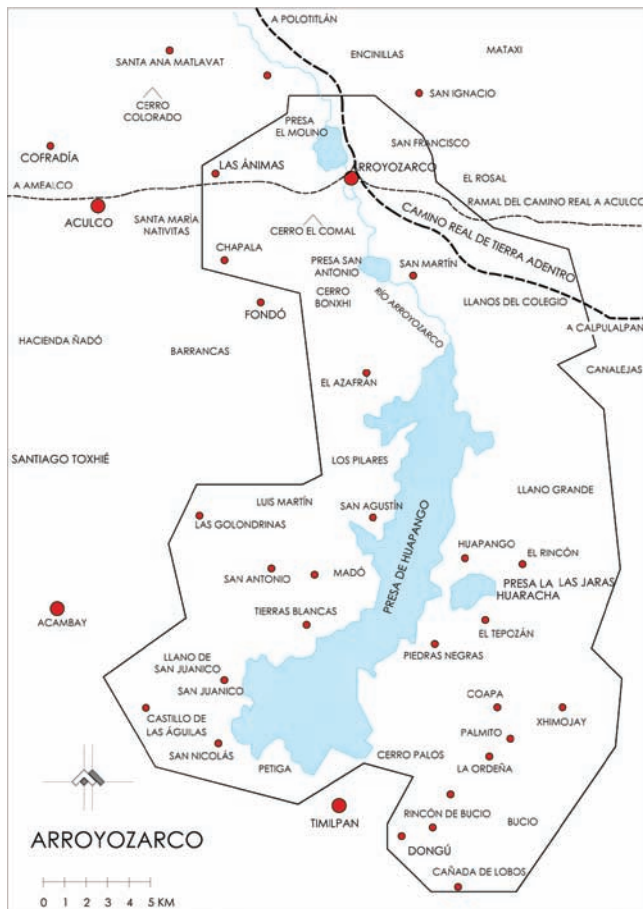 A POLOTITLÁN
ENCINILLAS
MATAXI
SANTA ANA MATLAVAT
CERRO
COLORADO
SAN IGNACIO
PRESA
EL MOLINO
SAN FRANCISCO
COFRADÍA
LAS ÁNIMAS
ARROYOZARCO
EL ROSAL
A AMEALCO
RAMAL DEL CAMINO REAL A ACULCO
ACULCO
SANTA MARÍA
NATIVITAS
CERRO EL COMAL
CAMINO REAL DE TIERRA ADENTRO
CHAPALA
PRESA SAN
ANTONIO
SAN MARTÍN
CERRO
BONXHI
RÍO ARROYOZARCO
LLANOS DEL COLEGIO
FONDÓ
A CALPULALPAN
HACIENDA ÑADÓ
BARRANCAS
CANALEJAS
EL AZAFRÁN
SANTIAGO TOXHIÉ
LOS PILARES
LLANO GRANDE
LUIS MARTÍN
SAN AGUSTÍN
LAS GOLONDRINAS
PRESA DE HUAPANGO
HUAPANGO
EL RINCÓN
SAN ANTONIO
MADÓ
PRESA LA
HUARACHA
LAS JARAS
ACAMBAY
TIERRAS BLANCAS
EL TEPOZÁN
PIEDRAS NEGRAS
LLANO DE
SAN JUANICO
SAN JUANICO
COAPA
XHIMOJAY
CASTILLO DE
LAS ÁGUILAS
PALMITO
SAN NICOLÁS
CERRO PALOS
LA ORDEÑA
PETIGA
TIMILPAN
RINCÓN DE BUCIO
BUCIO
ARROYOZARCO
DONGÚ
CAÑADA DE LOBOS
0 1 2 3 4 5 KM